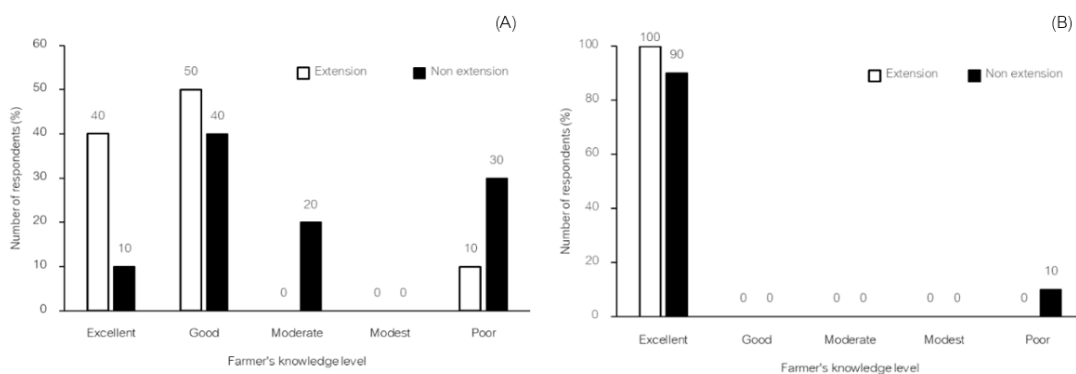 (A)
Number of respondents (%)
60
50
40
30
20
10
0
Extension
Non extension
40
10
50
40
0
20
0
0
10
30
Excellent
Good
Moderate
Modest
Poor
Farmer's knowledge level
(B)
Number of respondents (%)
100
80
60
40
20
0
Extension
Non extension
100
90
0
0
0
0
0
0
0
10
Excellent
Good
Moderate
Modest
Poor
Farmer's knowledge level